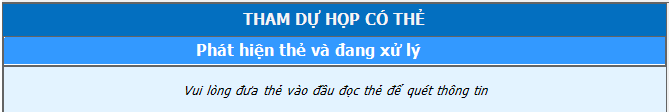 THAM DỰ HỌP CÓ THẺ
Phát hiện thẻ và đang xử lý
Vui lòng đưa thẻ vào đầu đọc thẻ để quét thông tin